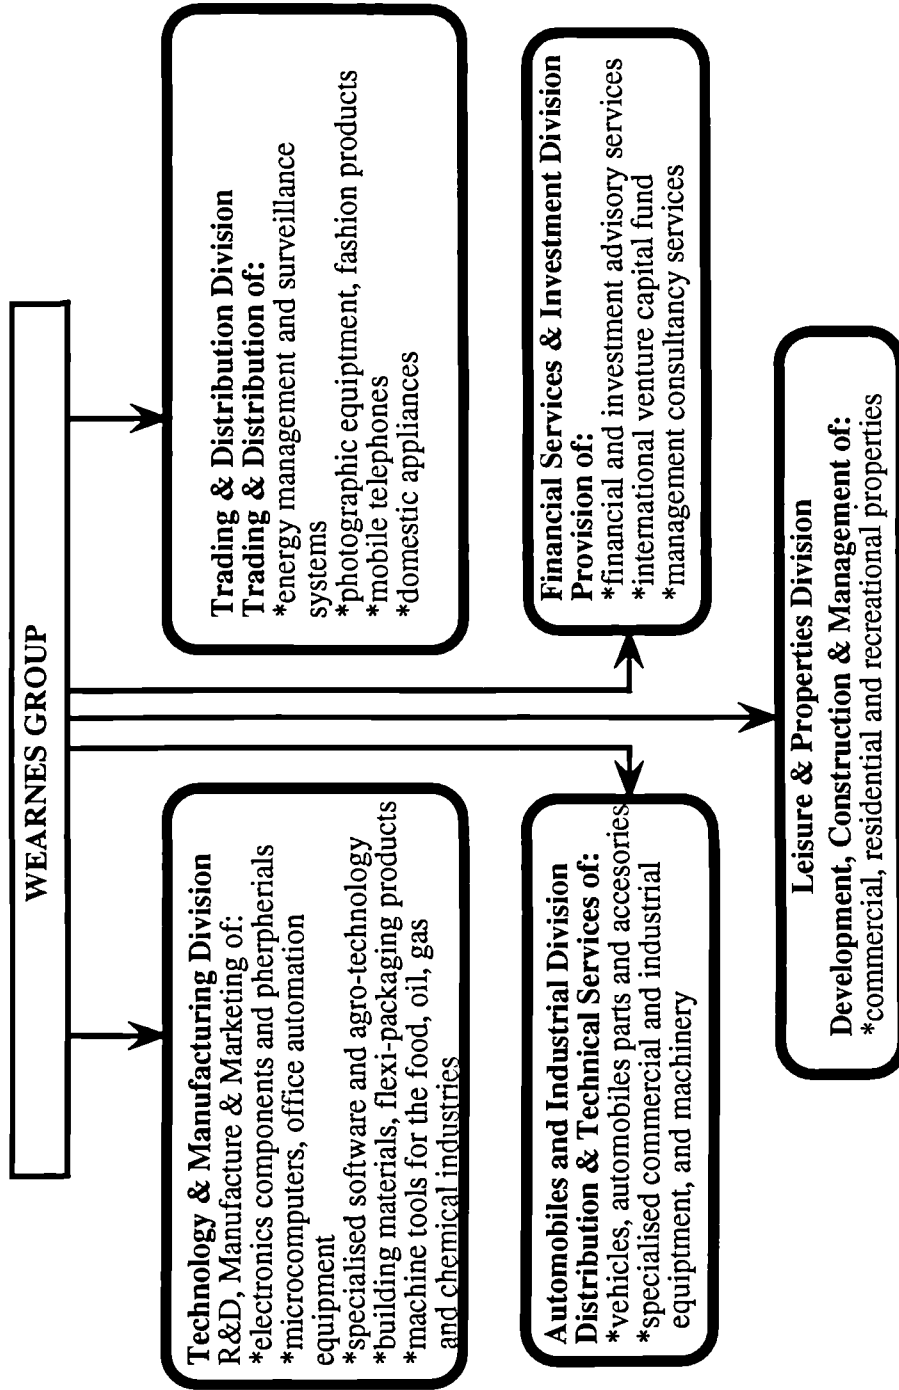 WEARNES GROUP
Technology & Manufacturing Division
R&D, Manufacture & Marketing of:
*electronics components and pherpherials
*microcomputers, office automation
equipment
*specialised software and agro-technology
*building materials, flexi-packaging products
*machine tools for the food, oil, gas
and chemical industries
Trading & Distribution Division
Trading & Distribution of:
*energy management and surveillance
systems
*photographic equiptment, fashion products
*mobile telephones
*domestic appliances
Automobiles and Industrial Division
Distribution & Technical Services of:
*vehicles, automobiles parts and accesories
*specialised commercial and industrial
equiptment, and machinery
Financial Services & Investment Division
Provision of:
*financial and investment advisory services
*international venture capital fund
*management consultancy services
Leisure & Properties Division
Development, Construction & Management of:
*commercial, residential and recreational properties